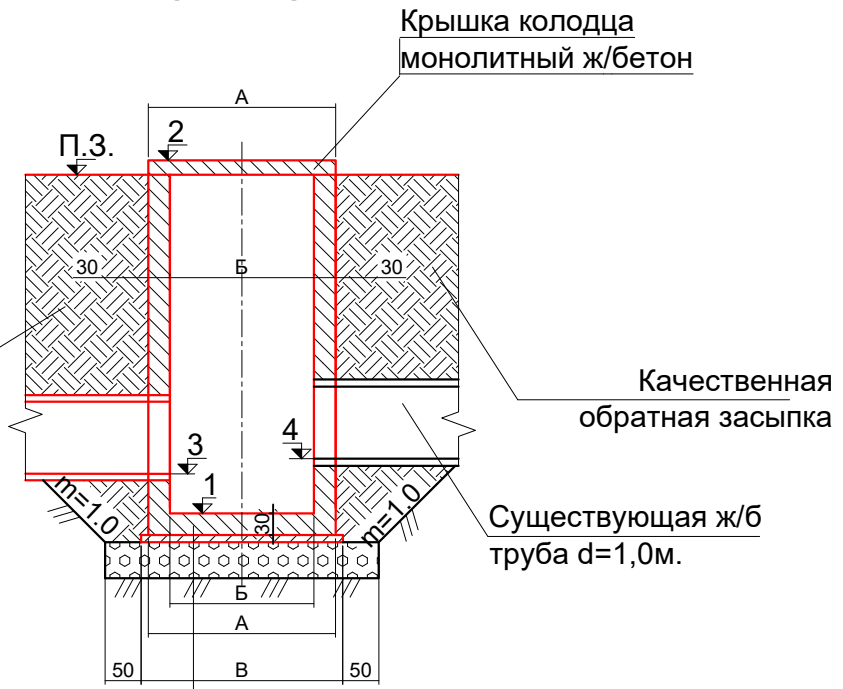 Крышка колодца
монолитный ж/бетон
А
2
П.З.
30
Б
30
Качественная
обратная засыпка
3
4
1
m=1.0
30
m=1.0
Существующая ж/б
труба d=1,0м.
Б
А
50
В
50